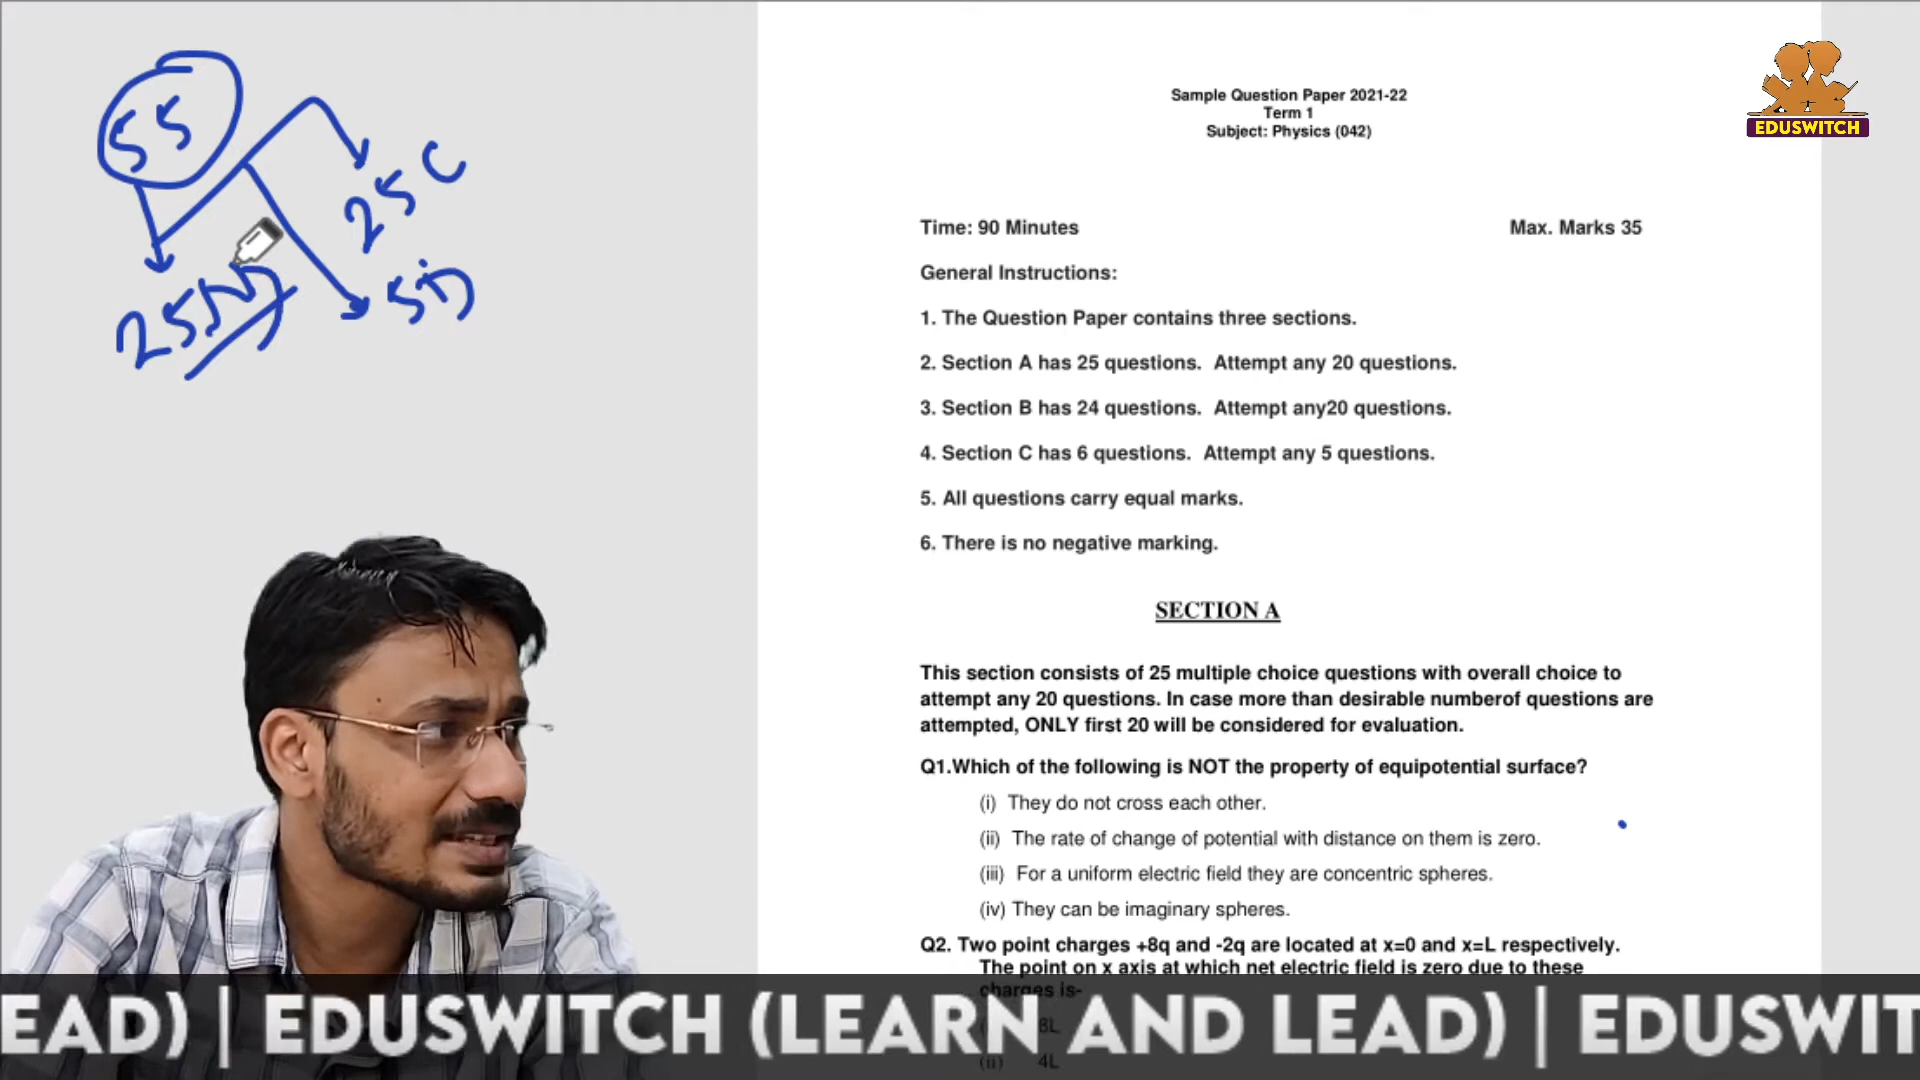 55
25 C
25 N
5 D
Sample Question Paper 2021-22
Term 1
Subject: Physics (042)
EDUSWITCH
Time: 90 Minutes
Max. Marks 35
General Instructions:
1. The Question Paper contains three sections.
2. Section A has 25 questions. Attempt any 20 questions.
3. Section B has 24 questions. Attempt any20 questions.
4. Section C has 6 questions. Attempt any 5 questions.
5. All questions carry equal marks.
6. There is no negative marking.
SECTION A
This section consists of 25 multiple choice questions with overall choice to
attempt any 20 questions. In case more than desirable numberof questions are
attempted, ONLY first 20 will be considered for evaluation.
Q1.Which of the following is NOT the property of equipotential surface?
(i) They do not cross each other.
(ii) The rate of change of potential with distance on them is zero.
(iii) For a uniform electric field they are concentric spheres.
(iv) They can be imaginary spheres.
Q2. Two point charges +8q and -2q are located at x=0 and x=L respectively.
The point on x axis at which net electric field is zero due to these
charges is-
8L
(ii) 4L
EAD) | EDUSWITCH (LEARN AND LEAD) | EDUSWIT